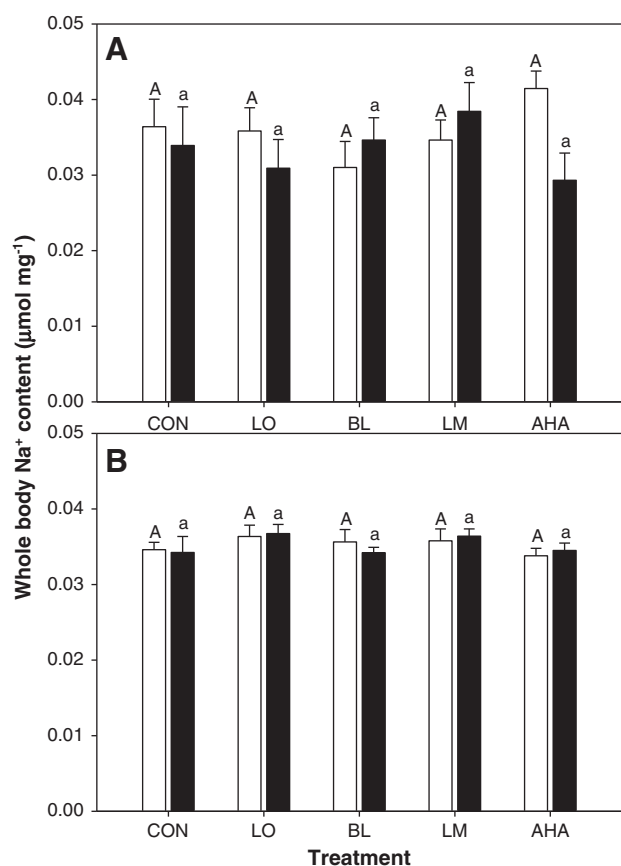 Whole body Na⁺ content (μmol mg⁻¹)
A
0.05
0.04
0.03
0.02
0.01
0.00
A a A a A a A a A a
CON LO BL LM AHA
B
0.05
0.04
0.03
0.02
0.01
0.00
A a A a A a A a A a
CON LO BL LM AHA
Treatment